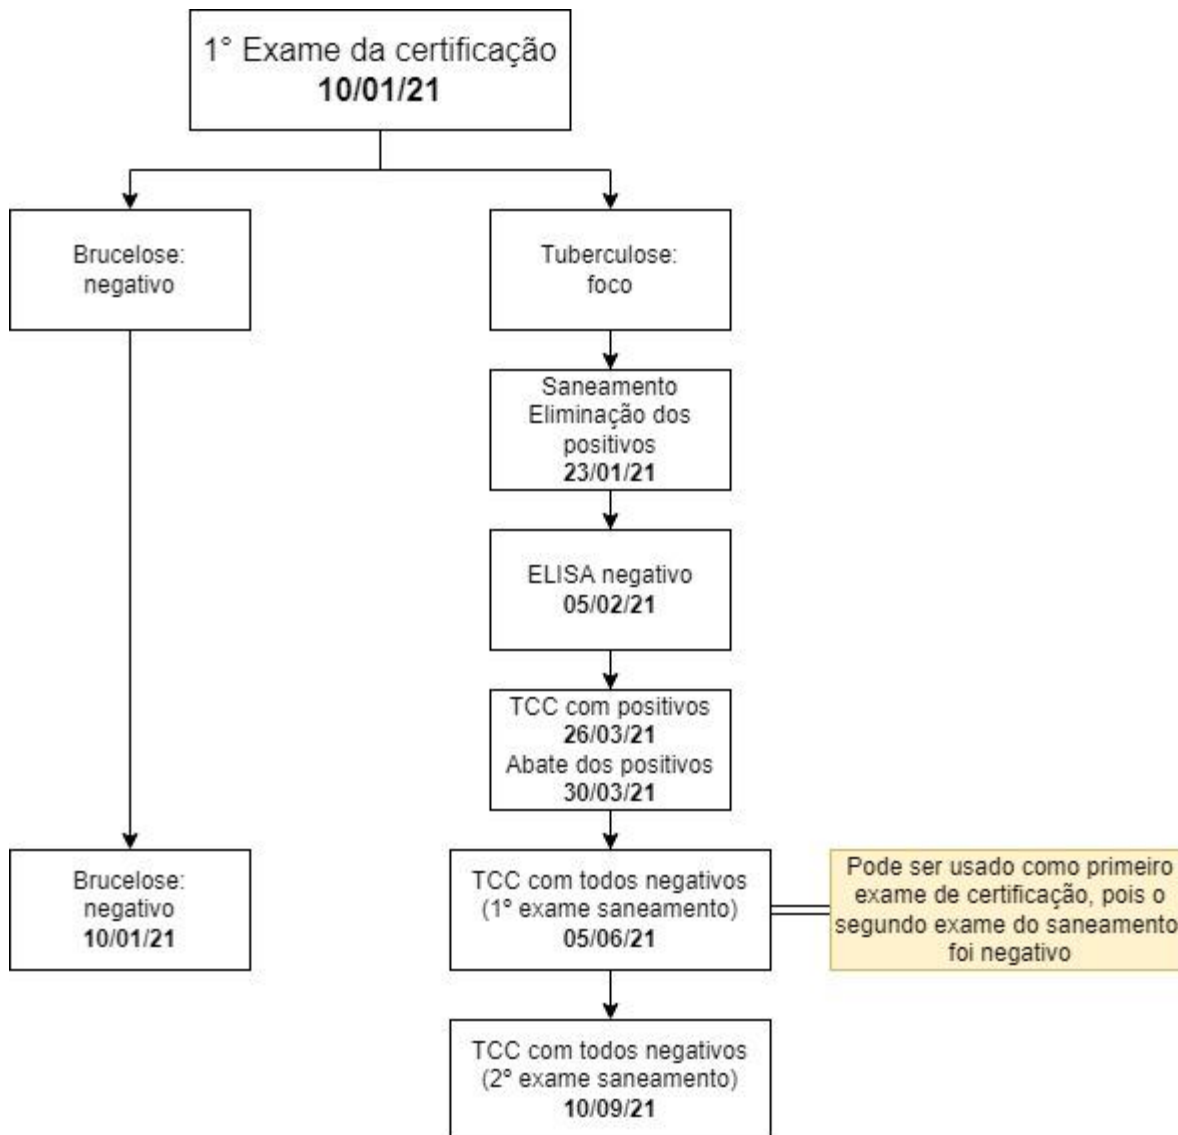 1° Exame da certificação
10/01/21
Brucelose:
negativo
Tuberculose:
foco
Saneamento
Eliminação dos
positivos
23/01/21
ELISA negativo
05/02/21
TCC com positivos
26/03/21
Abate dos positivos
30/03/21
Brucelose:
negativo
10/01/21
TCC com todos negativos
(1º exame saneamento)
05/06/21
Pode ser usado como primeiro
exame de certificação, pois o
segundo exame do saneamento
foi negativo
TCC com todos negativos
(2º exame saneamento)
10/09/21